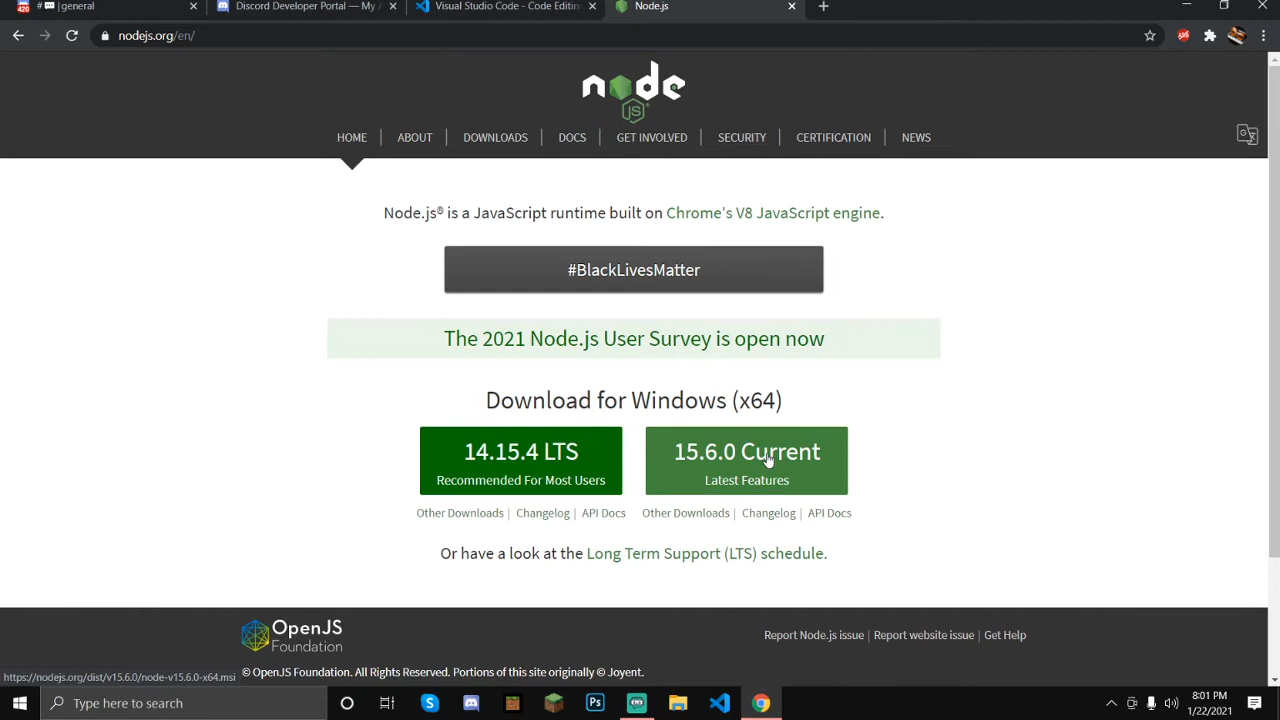 420
# 💬 | general
Discord Developer Portal — My A
Visual Studio Code - Code Editin
Node.js
nodejs.org/en/
node
JS
HOME | ABOUT | DOWNLOADS | DOCS | GET INVOLVED | SECURITY | CERTIFICATION | NEWS
Node.js® is a JavaScript runtime built on Chrome's V8 JavaScript engine.
#BlackLivesMatter
The 2021 Node.js User Survey is open now
Download for Windows (x64)
14.15.4 LTS
Recommended For Most Users
15.6.0 Current
Latest Features
Other Downloads | Changelog | API Docs
Other Downloads | Changelog | API Docs
Or have a look at the Long Term Support (LTS) schedule.
OpenJS
Foundation
Report Node.js issue | Report website issue | Get Help
https://nodejs.org/dist/v15.6.0/node-v15.6.0-x64.msi
© OpenJS Foundation. All Rights Reserved. Portions of this site originally © Joyent.
Type here to search
Ps
8:01 PM
1/22/2021